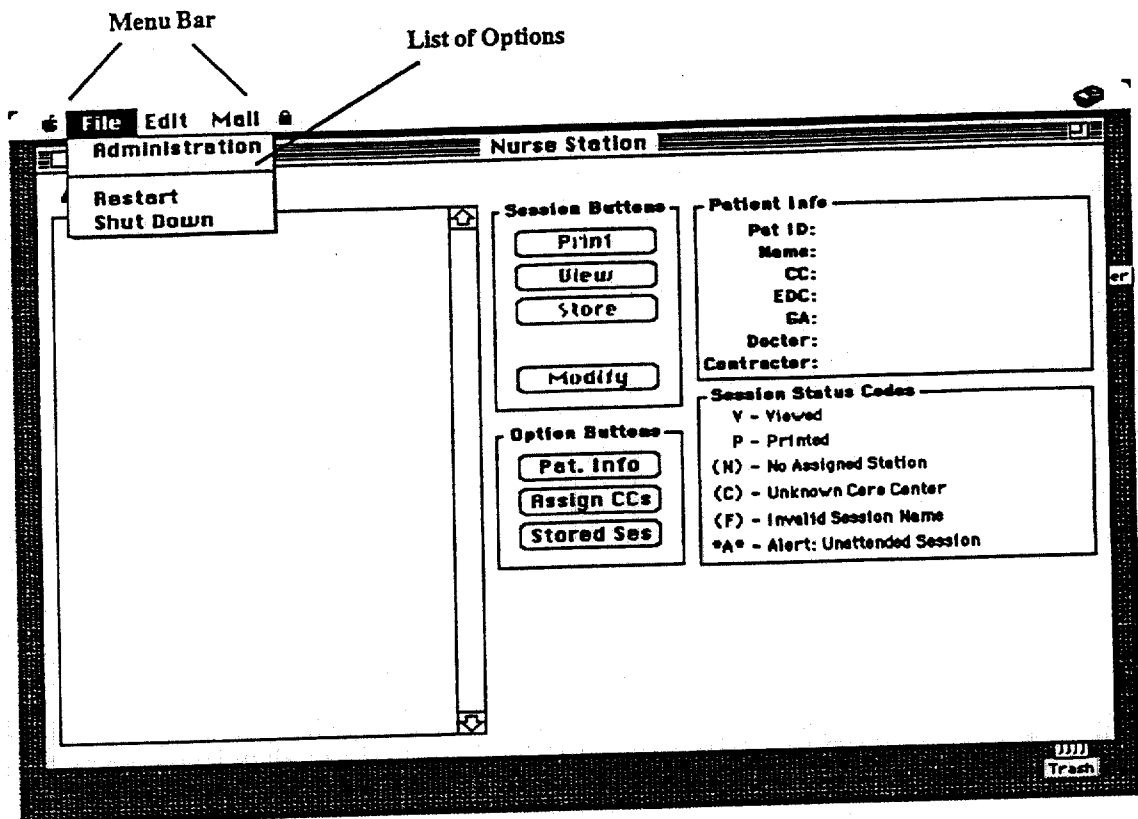 Menu Bar
List of Options
File Edit Mail
Nurse Station
Administration
Restart
Shut Down
Session Buttons
Print
View
Store
Modify
Option Buttons
Pat. Info
Assign CCs
Stored Ses
Patient Info
Pat ID:
Name:
CC:
EDC:
GA:
Doctor:
Contractor:
Session Status Codes
V - Viewed
P - Printed
(N) - No Assigned Station
(C) - Unknown Care Center
(F) - Invalid Session Name
*A* - Alert: Unattended Session
er
Trash